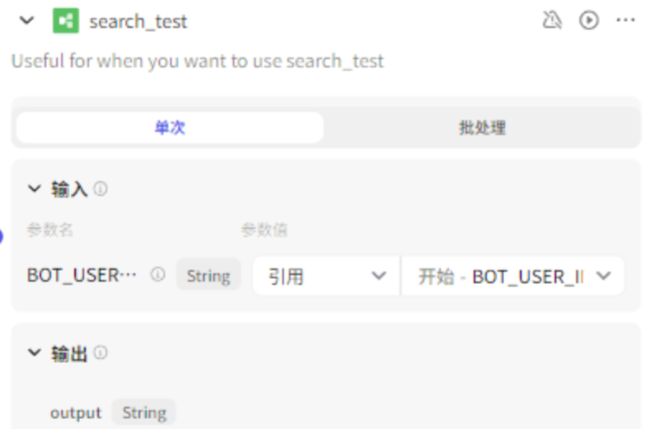 search_test
Useful for when you want to use search_test
单次 批处理
输入
参数名 参数值
BOT_USER··· String 引用 开始 - BOT_USER_I
输出
output String